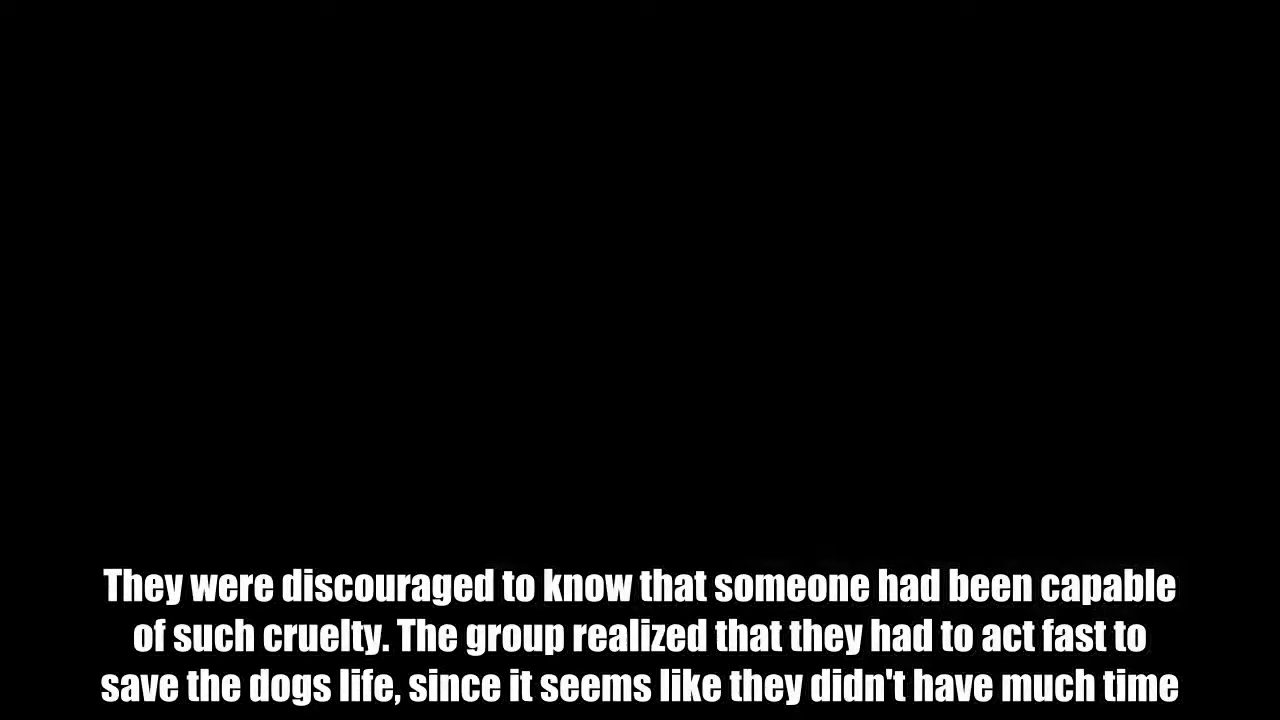 They were discouraged to know that someone had been capable
of such cruelty. The group realized that they had to act fast to
save the dogs life, since it seems like they didn't have much time